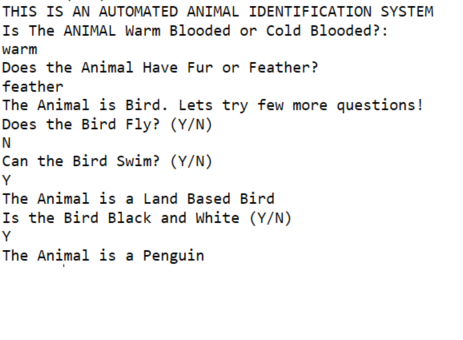 THIS IS AN AUTOMATED ANIMAL IDENTIFICATION SYSTEM
Is The ANIMAL Warm Blooded or Cold Blooded?:
warm
Does the Animal Have Fur or Feather?
feather
The Animal is Bird. Lets try few more questions!
Does the Bird Fly? (Y/N)
N
Can the Bird Swim? (Y/N)
Y
The Animal is a Land Based Bird
Is the Bird Black and White (Y/N)
Y
The Animal is a Penguin